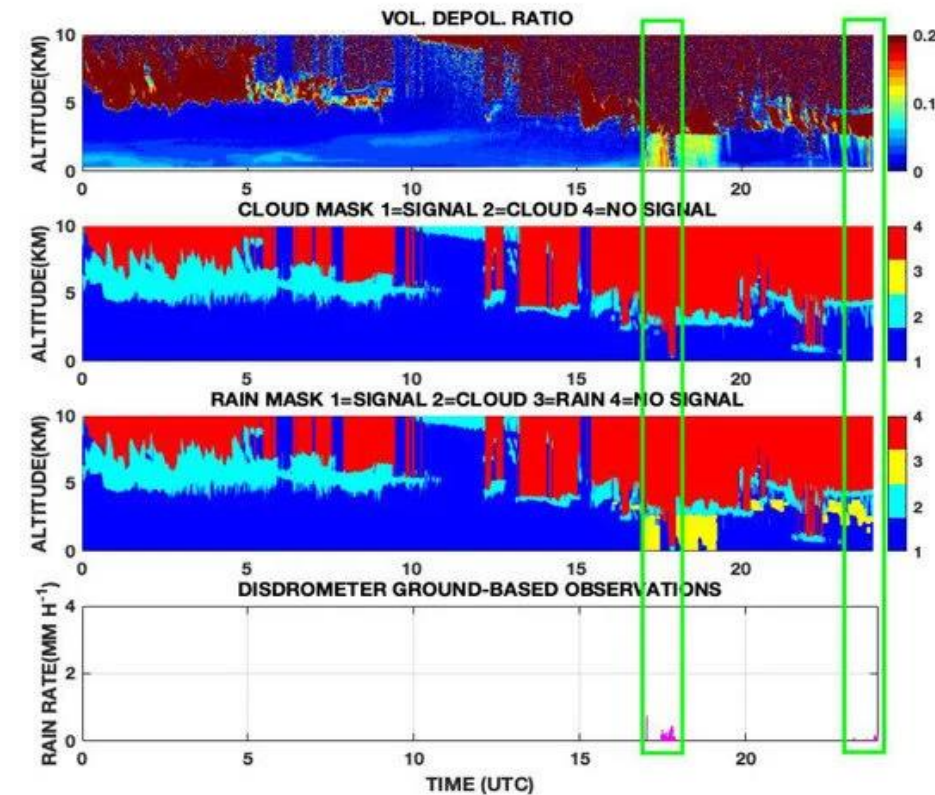 VOL. DEPOL. RATIO
ALTITUDE(KM)
10
5
0
0 5 10 15 20
0.2
0.1
0
CLOUD MASK 1=SIGNAL 2=CLOUD 4=NO SIGNAL
ALTITUDE(KM)
10
5
0
0 5 10 15 20
4
3
2
1
RAIN MASK 1=SIGNAL 2=CLOUD 3=RAIN 4=NO SIGNAL
ALTITUDE(KM)
10
5
0
0 5 10 15 20
4
3
2
1
DISDROMETER GROUND-BASED OBSERVATIONS
RAIN RATE(MM H⁻¹)
4
2
0
0 5 10 15 20
TIME (UTC)